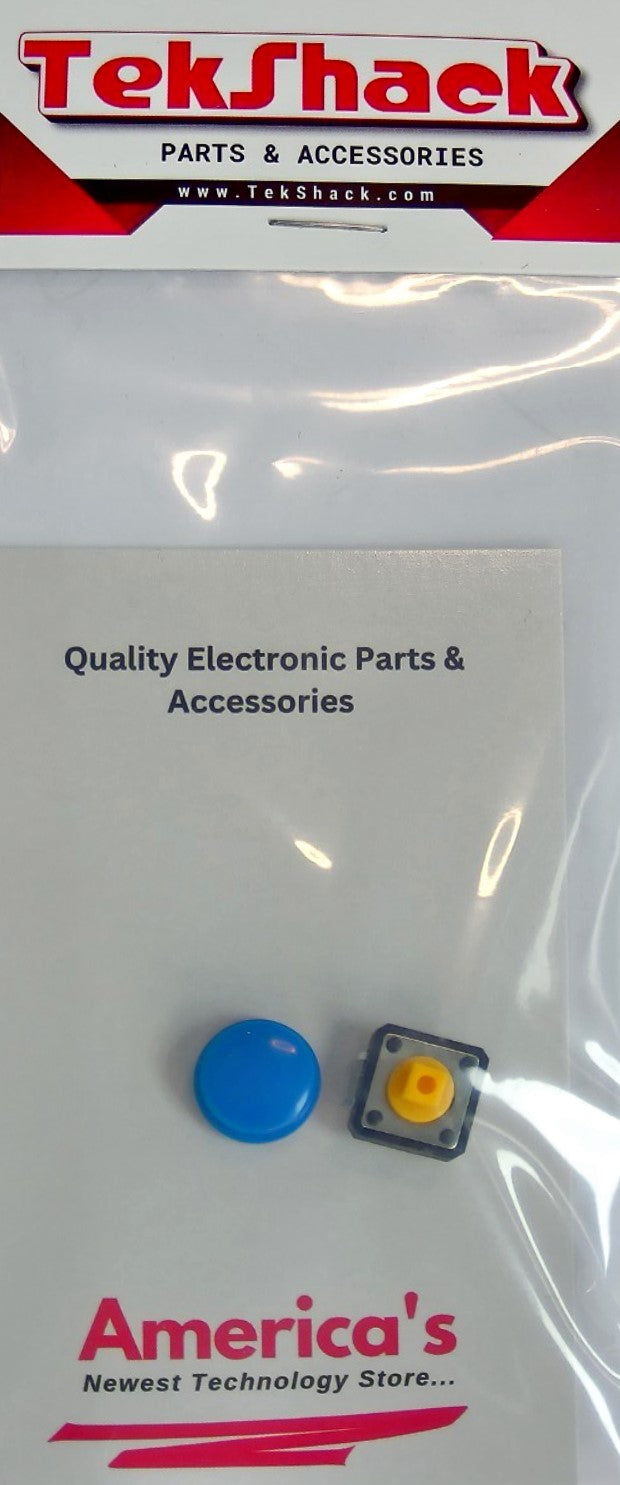 TekShack
PARTS & ACCESSORIES
www.TekShack.com
Quality Electronic Parts &
Accessories
America's
Newest Technology Store...